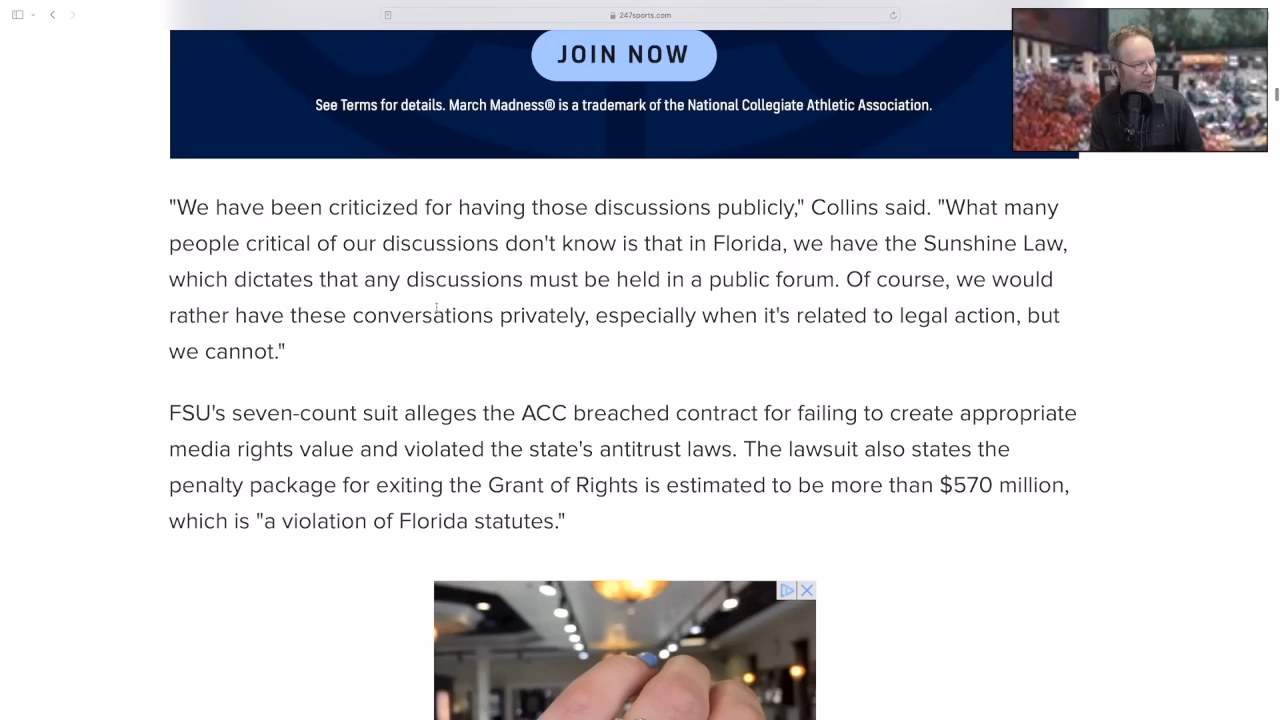 247sports.com
JOIN NOW
See Terms for details. March Madness® is a trademark of the National Collegiate Athletic Association.
"We have been criticized for having those discussions publicly," Collins said. "What many
people critical of our discussions don't know is that in Florida, we have the Sunshine Law,
which dictates that any discussions must be held in a public forum. Of course, we would
rather have these conversations privately, especially when it's related to legal action, but
we cannot."
FSU's seven-count suit alleges the ACC breached contract for failing to create appropriate
media rights value and violated the state's antitrust laws. The lawsuit also states the
penalty package for exiting the Grant of Rights is estimated to be more than $570 million,
which is "a violation of Florida statutes."